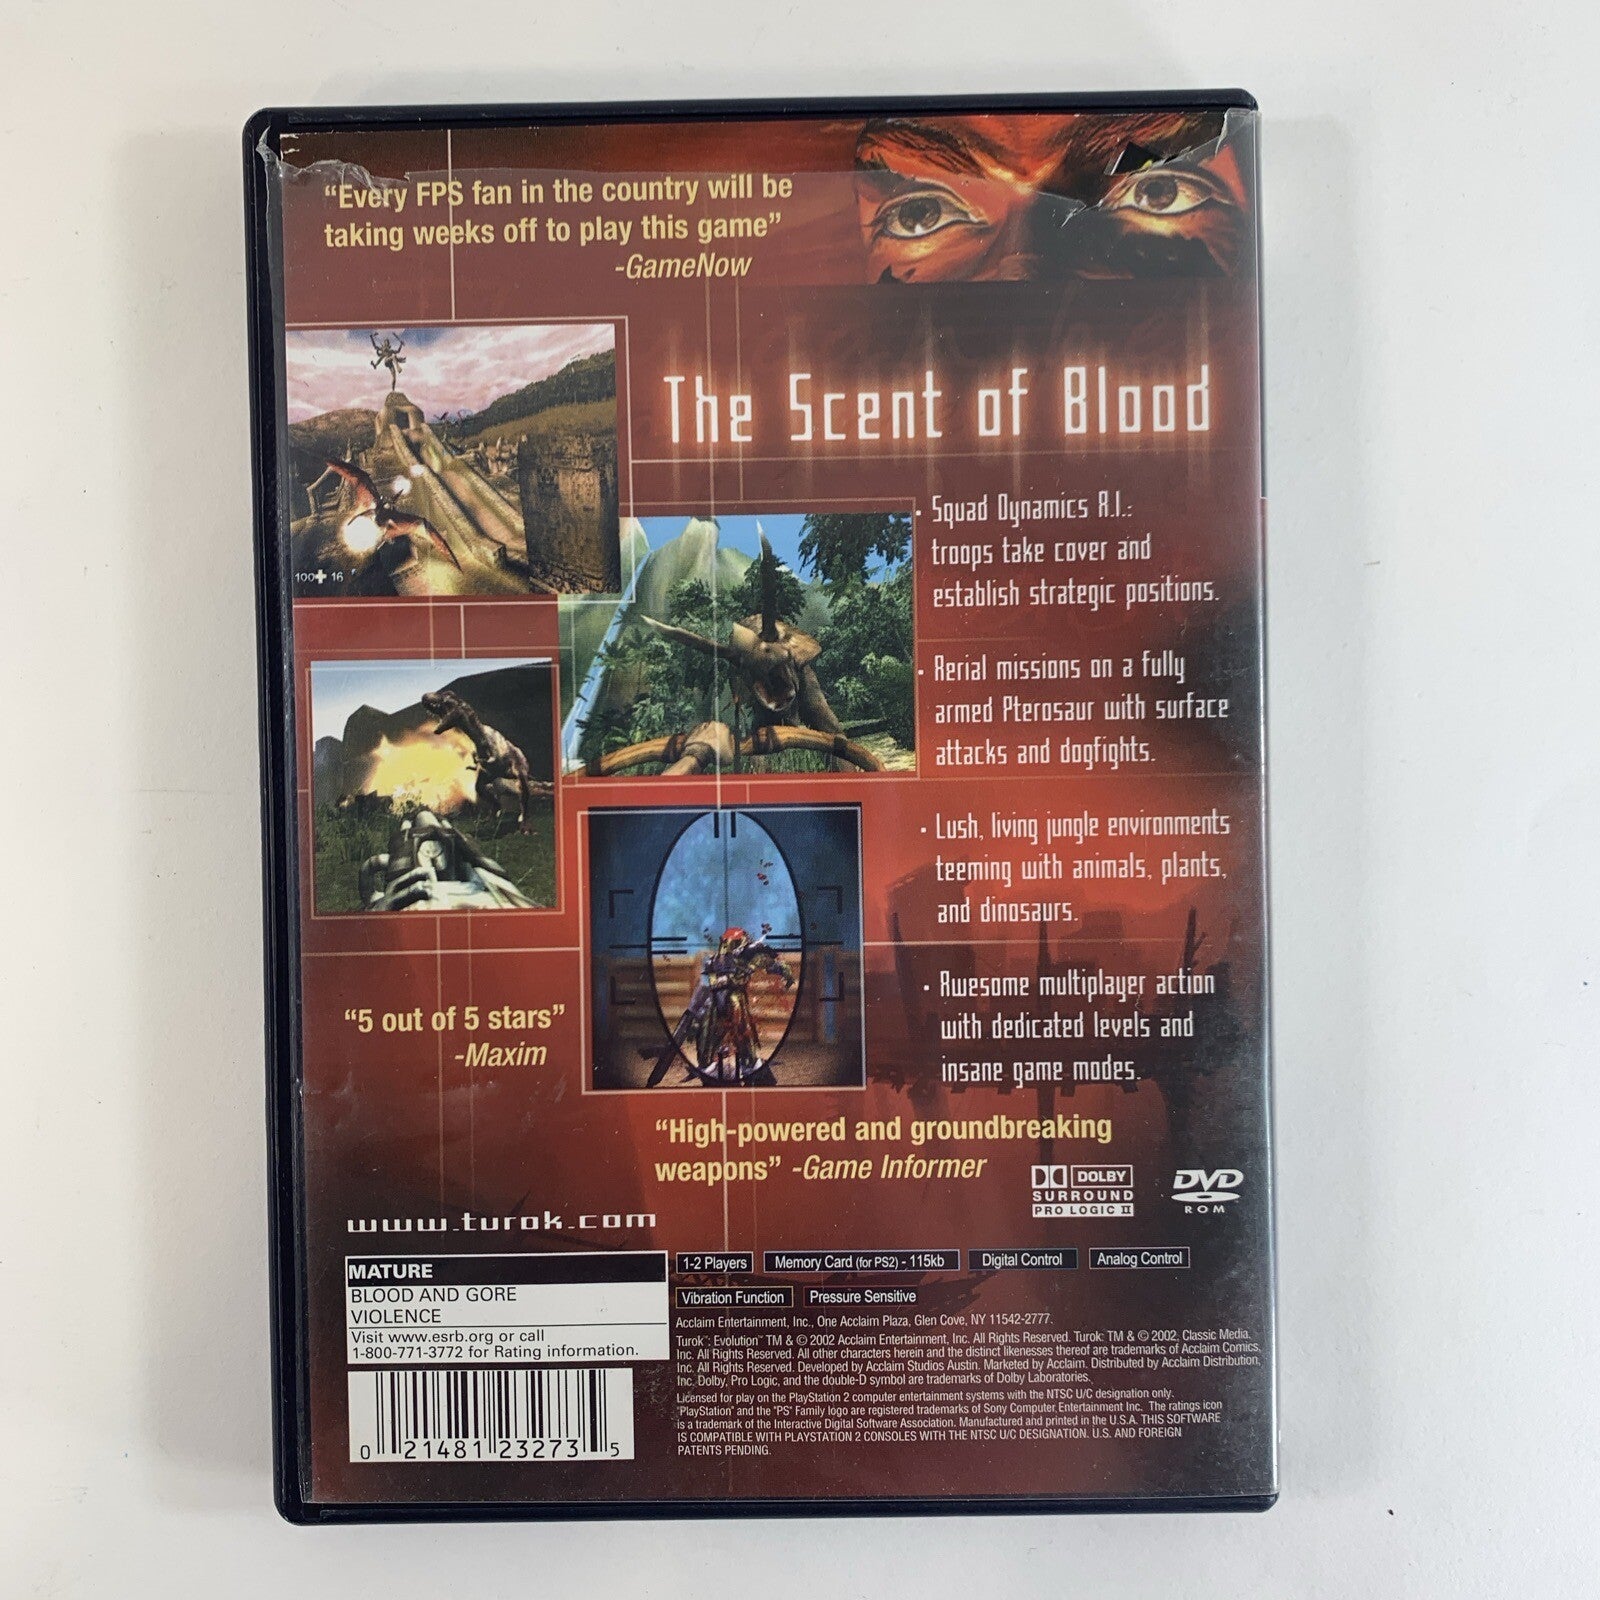 “Every FPS fan in the country will be
taking weeks off to play this game”
-GameNow
The Scent of Blood
100 16
• Squad Dynamics A.I.:
troops take cover and
establish strategic positions.
• Aerial missions on a fully
armed Pterosaur with surface
attacks and dogfights.
• Lush, living jungle environments
teeming with animals, plants,
and dinosaurs.
• Awesome multiplayer action
with dedicated levels and
insane game modes.
“5 out of 5 stars”
-Maxim
“High-powered and groundbreaking
weapons” -Game Informer
DOLBY
SURROUND
PRO LOGIC II
DVD
ROM
www.turok.com
MATURE
BLOOD AND GORE
VIOLENCE
Visit www.esrb.org or call
1-800-771-3772 for Rating information.
1-2 Players
Memory Card (for PS2) - 115kb
Digital Control
Analog Control
Vibration Function
Pressure Sensitive
Acclaim Entertainment, Inc., One Acclaim Plaza, Glen Cove, NY 11542-2777.
Turok™: Evolution™ TM & © 2002 Acclaim Entertainment, Inc. All Rights Reserved. Turok: TM & © 2002, Classic Media,
Inc. All Rights Reserved. All other characters herein and the distinct likenesses thereof are trademarks of Acclaim Comics,
Inc. All Rights Reserved. Developed by Acclaim Studios Austin. Marketed by Acclaim. Distributed by Acclaim Distribution,
Inc. Dolby, Pro Logic, and the double-D symbol are trademarks of Dolby Laboratories.
Licensed for play on the PlayStation 2 computer entertainment systems with the NTSC U/C designation only.
"PlayStation" and the "PS" Family logo are registered trademarks of Sony Computer Entertainment Inc. The ratings icon
is a trademark of the Interactive Digital Software Association. Manufactured and printed in the U.S.A. THIS SOFTWARE
IS COMPATIBLE WITH PLAYSTATION 2 CONSOLES WITH THE NTSC U/C DESIGNATION. U.S. AND FOREIGN
PATENTS PENDING.
0 21481 23273 5